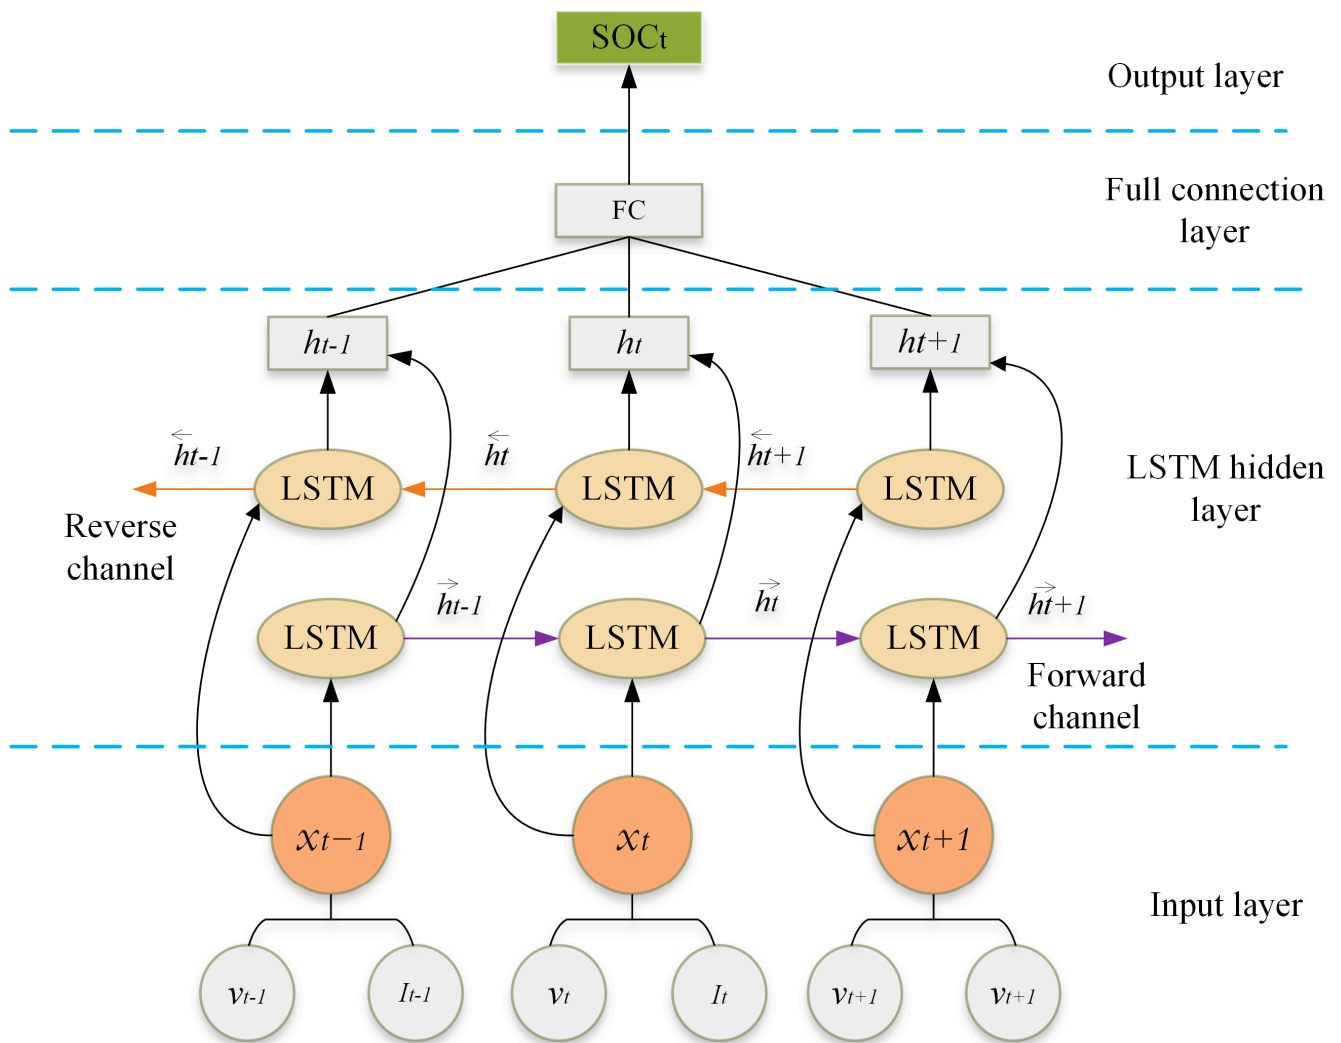 SOCt
Output layer
FC
Full connection
layer
ht-1
ht
ht+1
ht-1
ht
ht+1
LSTM
LSTM
LSTM
LSTM hidden
layer
Reverse
channel
ht-1
ht
ht+1
LSTM
LSTM
LSTM
Forward
channel
xt−1
xt
xt+1
Input layer
vt-1
It-1
vt
It
vt+1
vt+1